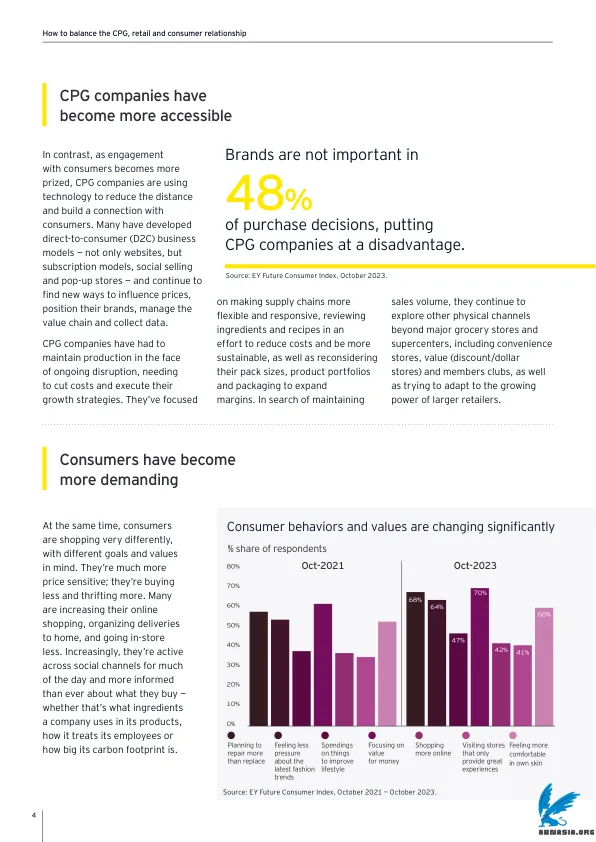 How to balance the CPG, retail and consumer relationship
CPG companies have
become more accessible
In contrast, as engagement
with consumers becomes more
prized, CPG companies are using
technology to reduce the distance
and build a connection with
consumers. Many have developed
direct-to-consumer (D2C) business
models — not only websites, but
subscription models, social selling
and pop-up stores — and continue to
find new ways to influence prices,
position their brands, manage the
value chain and collect data.
CPG companies have had to
maintain production in the face
of ongoing disruption, needing
to cut costs and execute their
growth strategies. They've focused
Brands are not important in
48%
of purchase decisions, putting
CPG companies at a disadvantage.
Source: EY Future Consumer Index, October 2023.
on making supply chains more
flexible and responsive, reviewing
ingredients and recipes in an
effort to reduce costs and be more
sustainable, as well as reconsidering
their pack sizes, product portfolios
and packaging to expand
margins. In search of maintaining
sales volume, they continue to
explore other physical channels
beyond major grocery stores and
supercenters, including convenience
stores, value (discount/dollar
stores) and members clubs, as well
as trying to adapt to the growing
power of larger retailers.
Consumers have become
more demanding
At the same time, consumers
are shopping very differently,
with different goals and values
in mind. They're much more
price sensitive; they're buying
less and thrifting more. Many
are increasing their online
shopping, organizing deliveries
to home, and going in-store
less. Increasingly, they're active
across social channels for much
of the day and more informed
than ever about what they buy —
whether that's what ingredients
a company uses in its products,
how it treats its employees or
how big its carbon footprint is.
Consumer behaviors and values are changing significantly
% share of respondents
Oct-2021
Oct-2023
80%
70%
60%
50%
40%
30%
20%
10%
0%
68%
64%
47%
70%
42%
41%
60%
Planning to
repair more
than replace
Feeling less
pressure
about the
latest fashion
trends
Spendings
on things
to improve
lifestyle
Focusing on
value
for money
Shopping
more online
Visiting stores
that only
provide great
experiences
Feeling more
comfortable
in own skin
Source: EY Future Consumer Index, October 2021 — October 2023.
4
ABNASIA.ORG